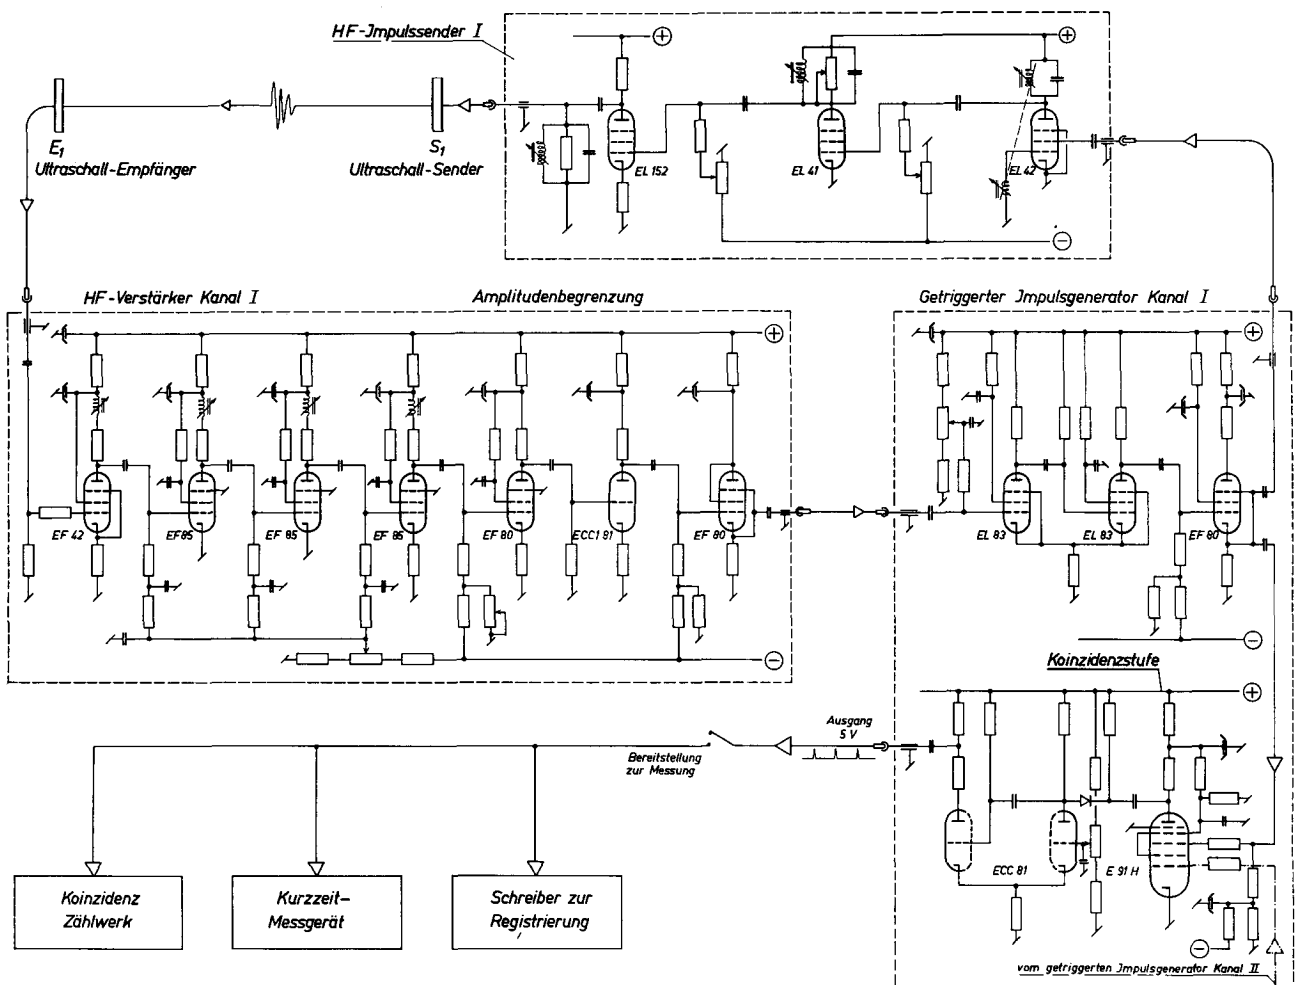 HF-Jmpulssender I
E1
Ultraschall-Empfänger
S1
Ultraschall-Sender
EL 152
EL 41
EL 42
HF-Verstärker Kanal I
Amplitudenbegrenzung
Getriggerter Jmpulsgenerator Kanal I
EF 42
EF 85
EF 85
EF 85
EF 80
ECC1 81
EF 80
EL 83
EL 83
EF 80
Koinzidenzstufe
Ausgang
5 V
Bereitstellung
zur Messung
ECC 81
E 91 H
Koinzidenz
Zählwerk
Kurzzeit-
Messgerät
Schreiber zur
Registrierung
vom getriggerten Jmpulsgenerator Kanal II